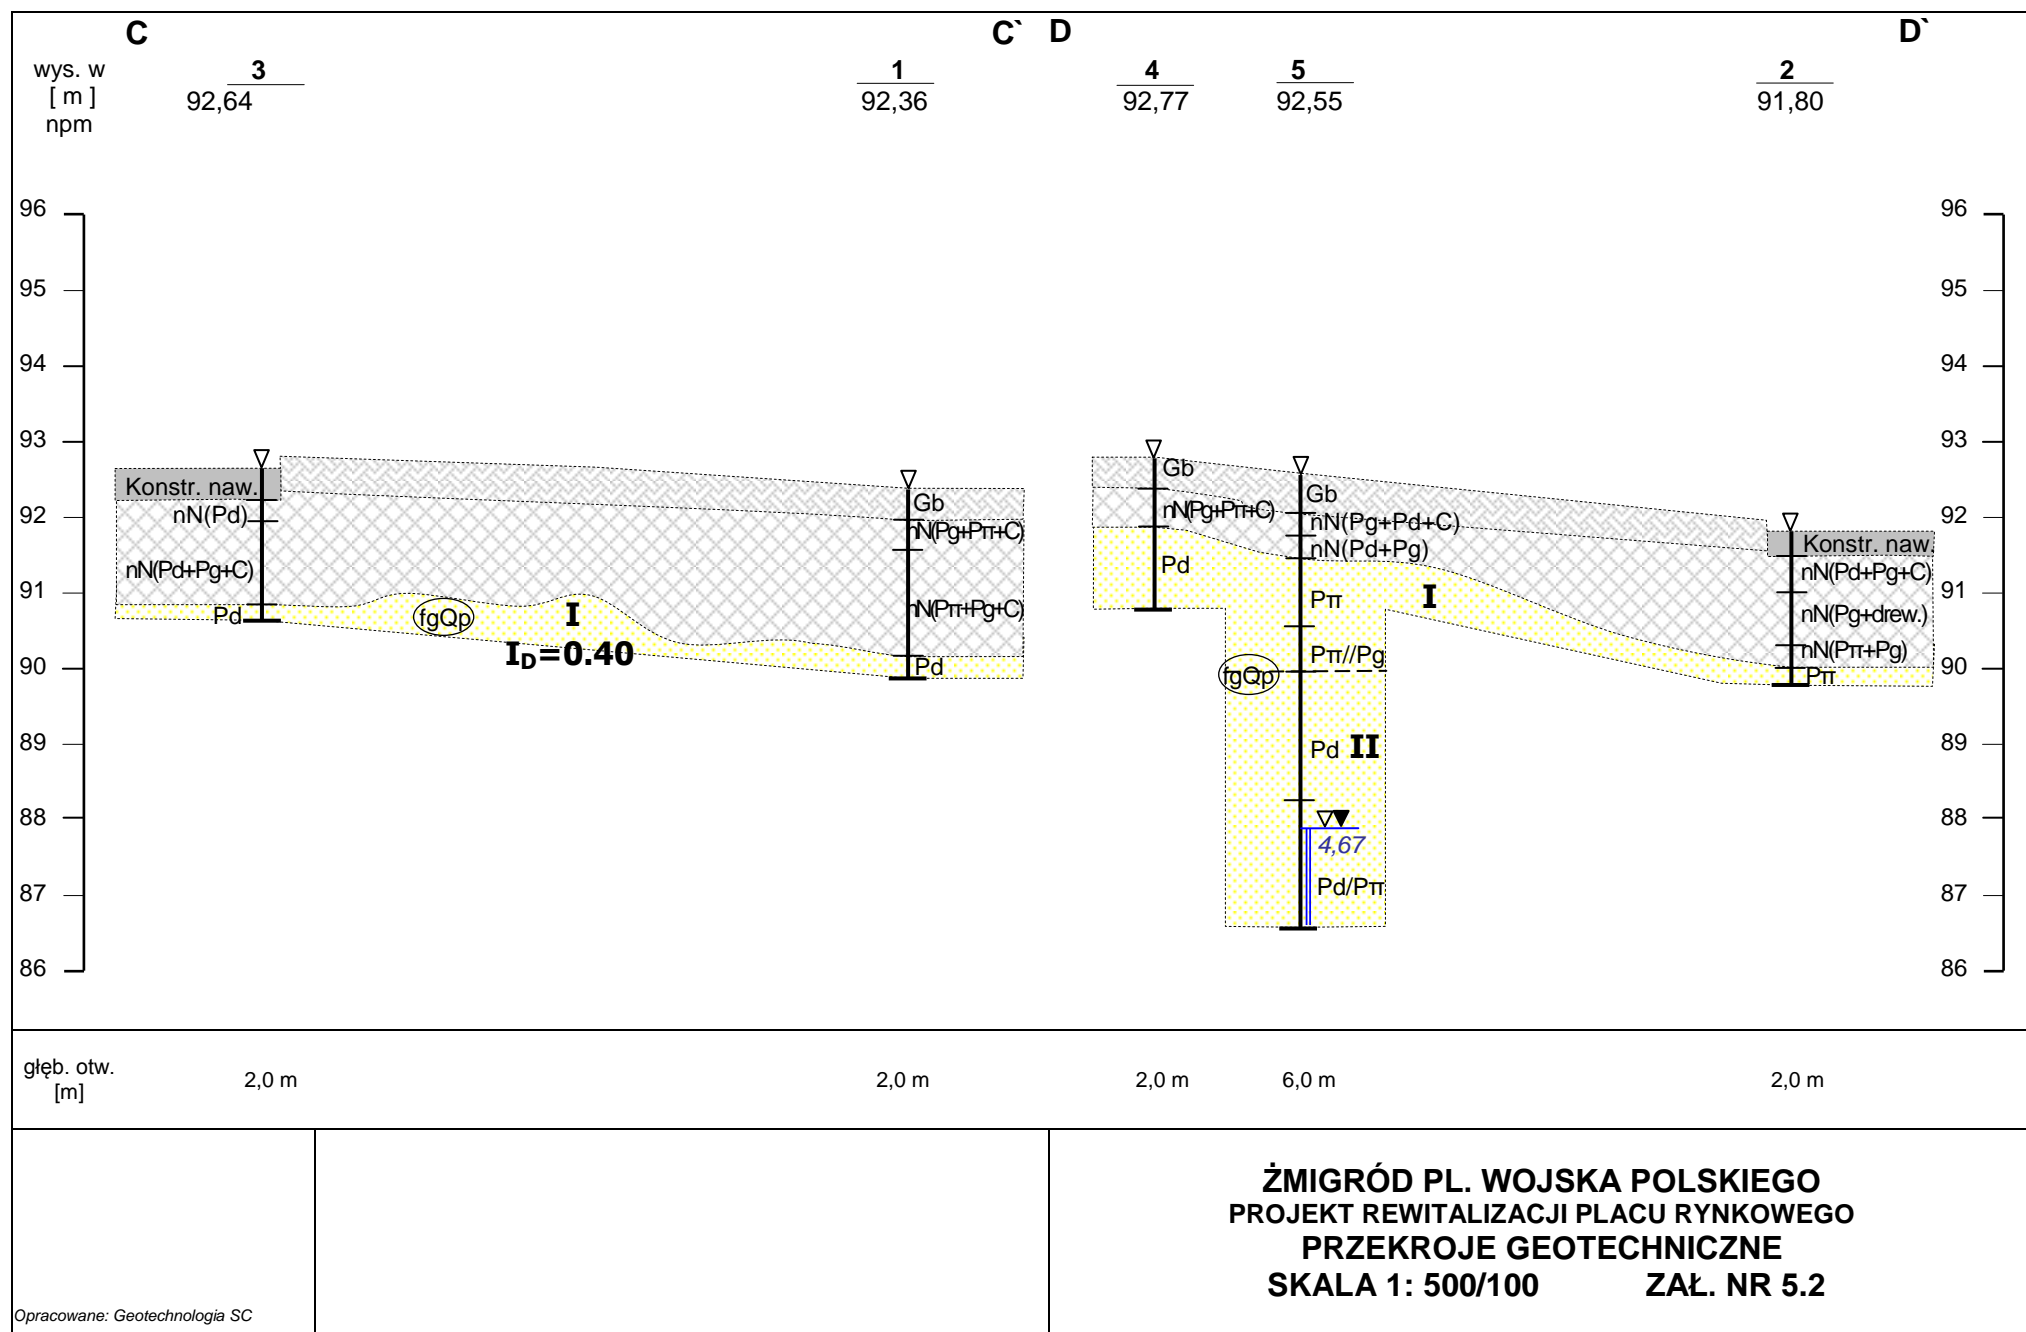 C C` D D`
wys. w
[ m ]
npm
3
92,64
1
92,36
4
92,77
5
92,55
2
91,80
96 96
95 95
94 94
93 93
92 92
91 91
90 90
89 89
88 88
87 87
86 86
Konstr. naw.
nN(Pd)
nN(Pd+Pg+C)
Pd
fgQp
I
ID=0.40
Gb
nN(Pg+Pπ+C)
nN(Pπ+Pg+C)
Pd
Gb
nN(Pg+Pπ+C)
Pd
Gb
nN(Pg+Pd+C)
nN(Pd+Pg)
Pπ
Pπ//Pg
fgQp
Pd II
4,67
Pd/Pπ
I
Konstr. naw.
nN(Pd+Pg+C)
nN(Pg+drew.)
nN(Pπ+Pg)
Pπ
głęb. otw.
[m]
2,0 m 2,0 m 2,0 m 6,0 m 2,0 m
ŻMIGRÓD PL. WOJSKA POLSKIEGO
PROJEKT REWITALIZACJI PLACU RYNKOWEGO
PRZEKROJE GEOTECHNICZNE
SKALA 1: 500/100 ZAŁ. NR 5.2
Opracowane: Geotechnologia SC